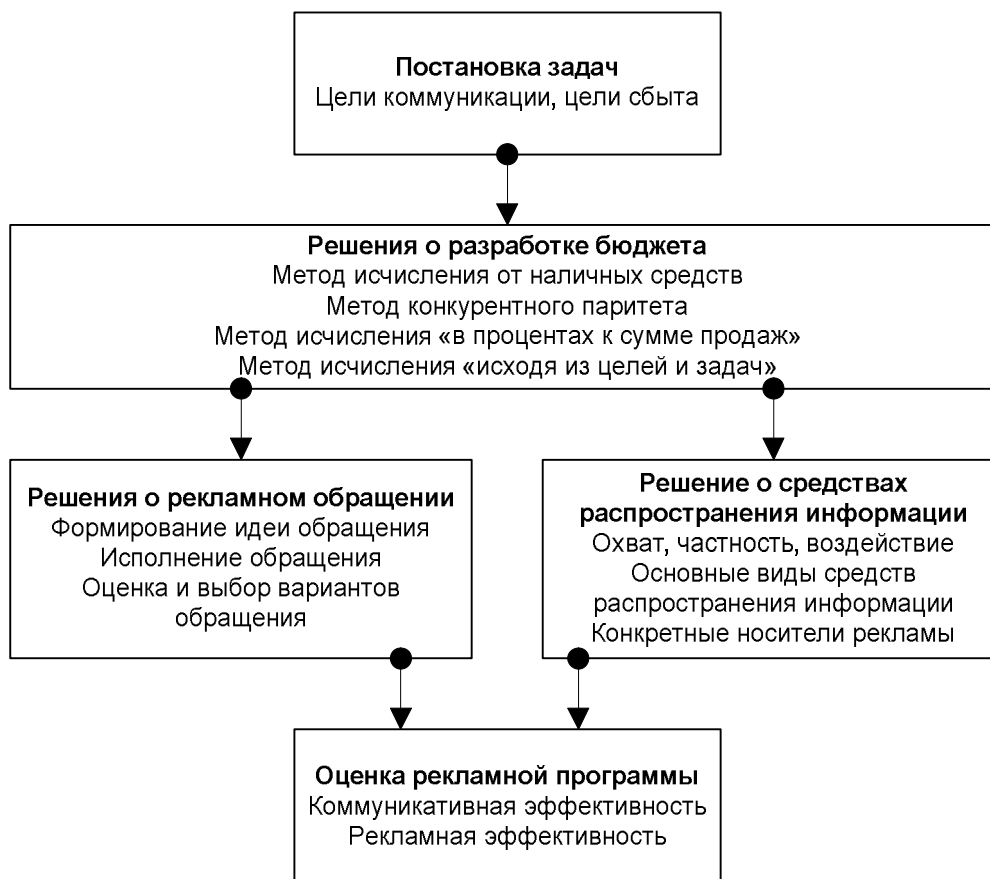 Постановка задач
Цели коммуникации, цели сбыта
Решения о разработке бюджета
Метод исчисления от наличных средств
Метод конкурентного паритета
Метод исчисления «в процентах к сумме продаж»
Метод исчисления «исходя из целей и задач»
Решения о рекламном обращении
Формирование идеи обращения
Исполнение обращения
Оценка и выбор вариантов
обращения
Решение о средствах
распространения информации
Охват, частность, воздействие
Основные виды средств
распространения информации
Конкретные носители рекламы
Оценка рекламной программы
Коммуникативная эффективность
Рекламная эффективность